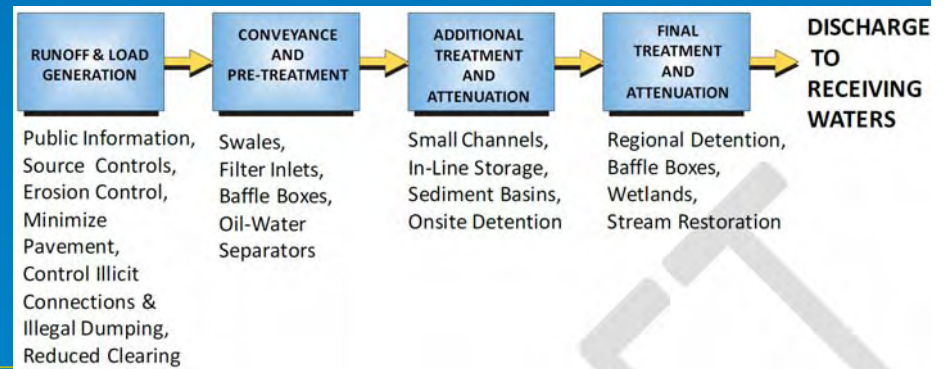 RUNOFF & LOAD
GENERATION
CONVEYANCE
AND
PRE-TREATMENT
ADDITIONAL
TREATMENT
AND
ATTENUATION
FINAL
TREATMENT
AND
ATTENUATION
DISCHARGE
TO
RECEIVING
WATERS
Public Information,
Source Controls,
Erosion Control,
Minimize
Pavement,
Control Illicit
Connections &
Illegal Dumping,
Reduced Clearing
Swales,
Filter Inlets,
Baffle Boxes,
Oil-Water
Separators
Small Channels,
In-Line Storage,
Sediment Basins,
Onsite Detention
Regional Detention,
Baffle Boxes,
Wetlands,
Stream Restoration